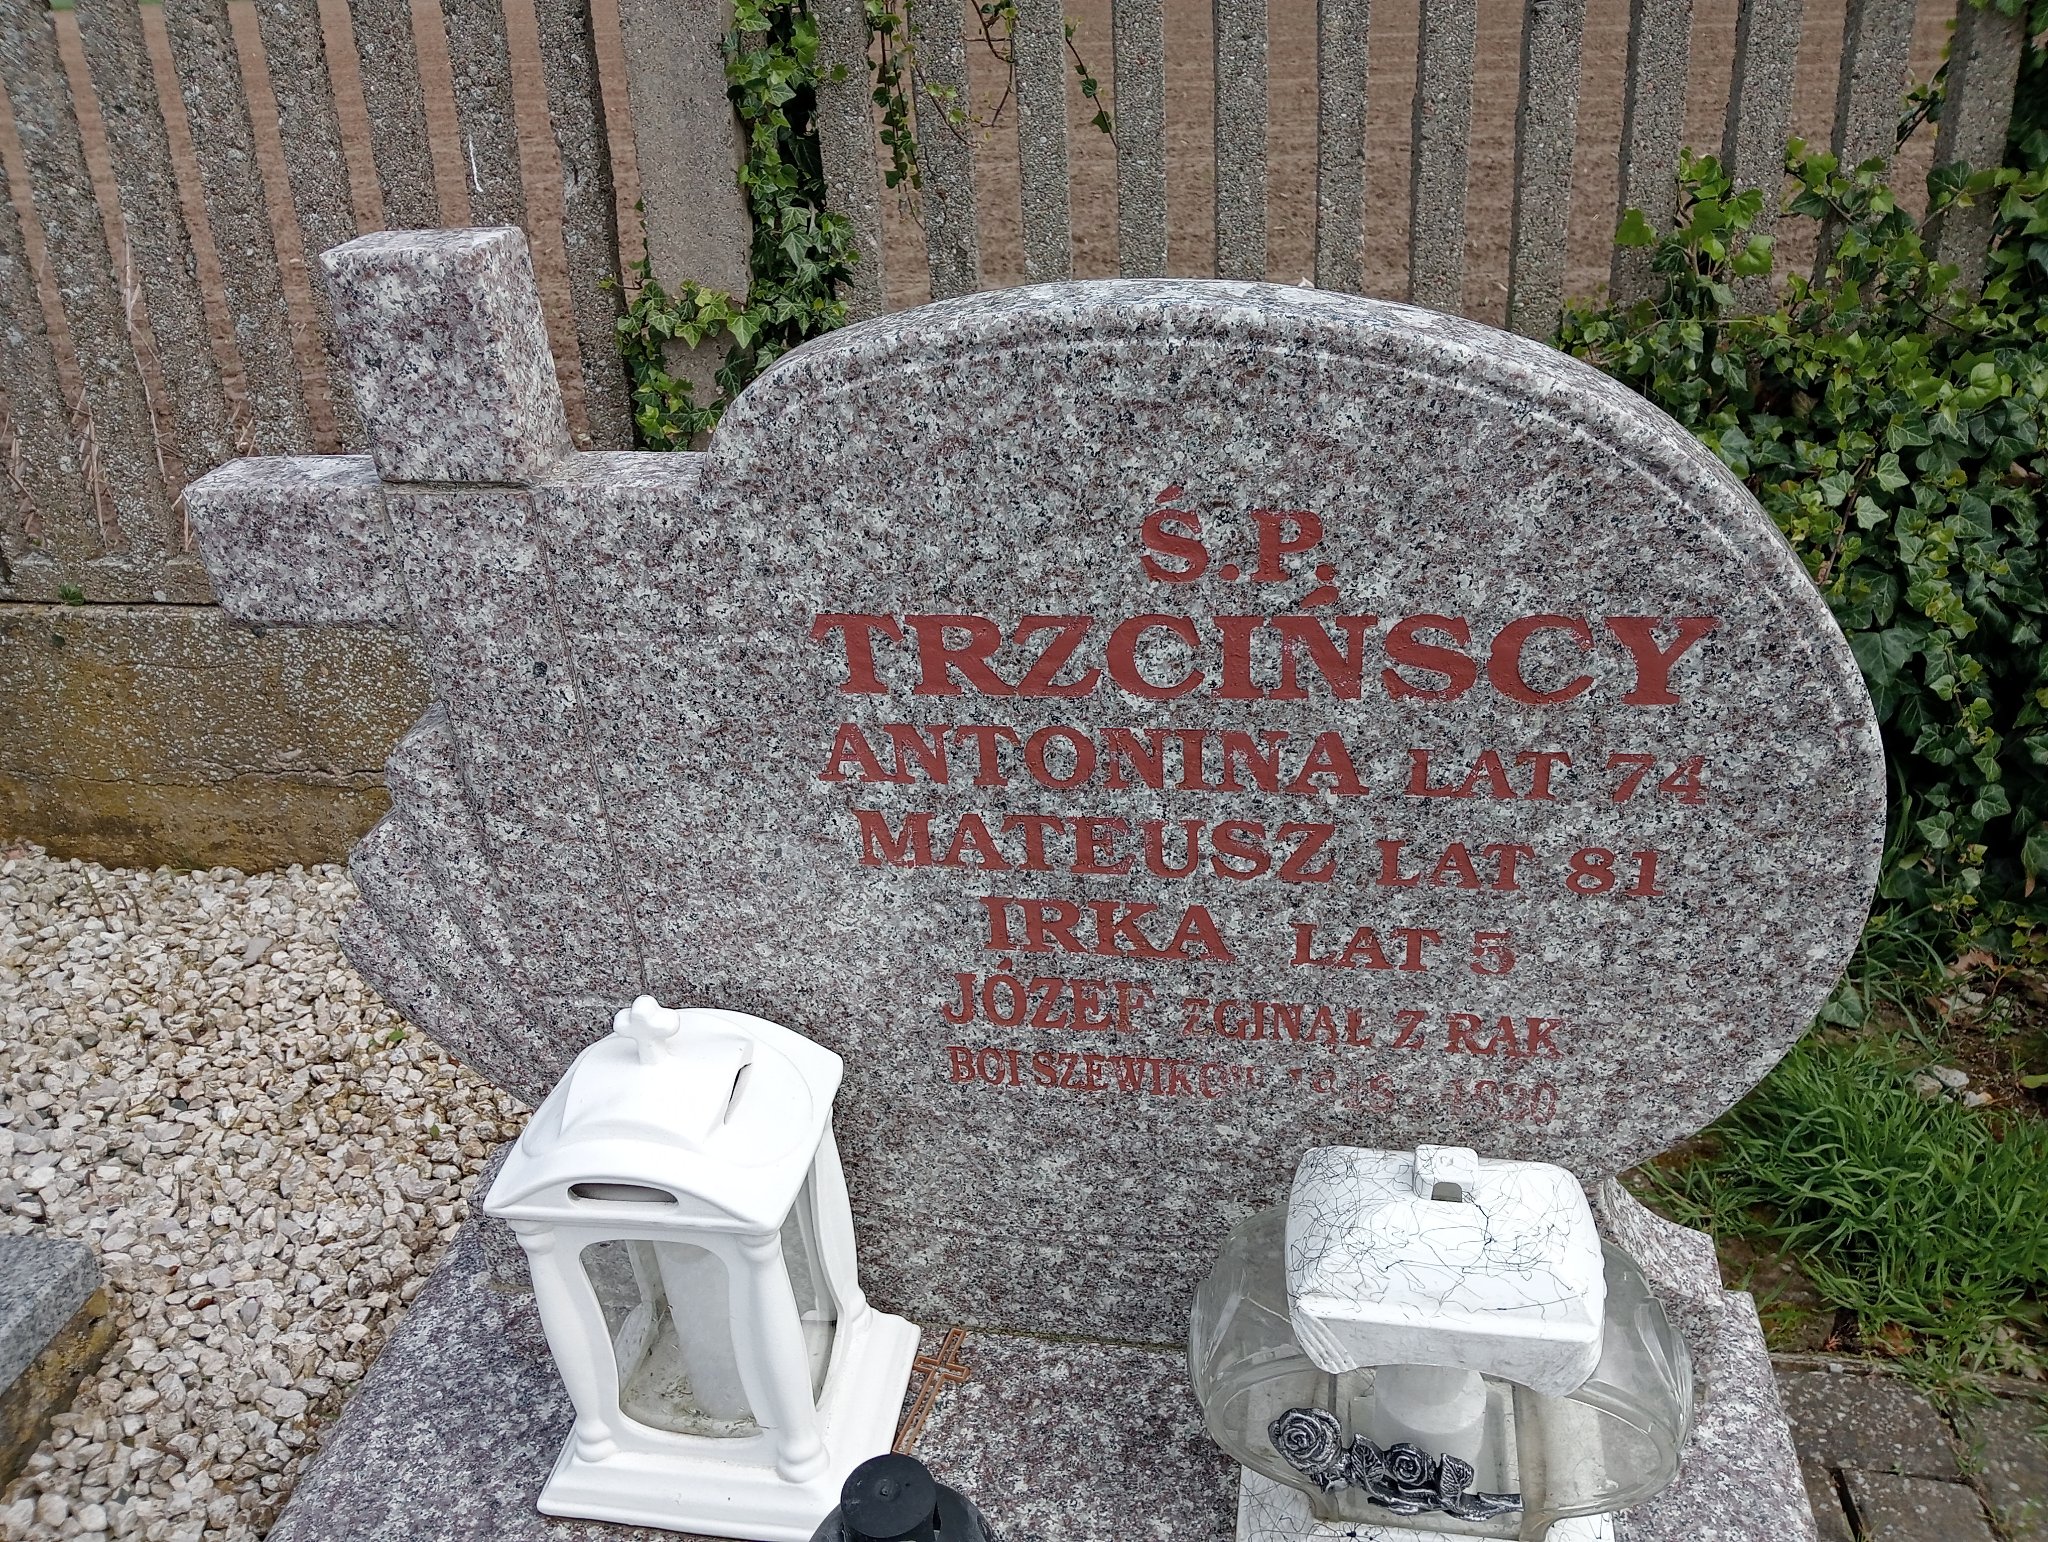 Ś.P.
TRZCIŃSCY
ANTONINA LAT 74
MATEUSZ LAT 81
IRKA LAT 5
JÓZEF ZGINĄŁ Z RĄK
BOLSZEWIKÓW